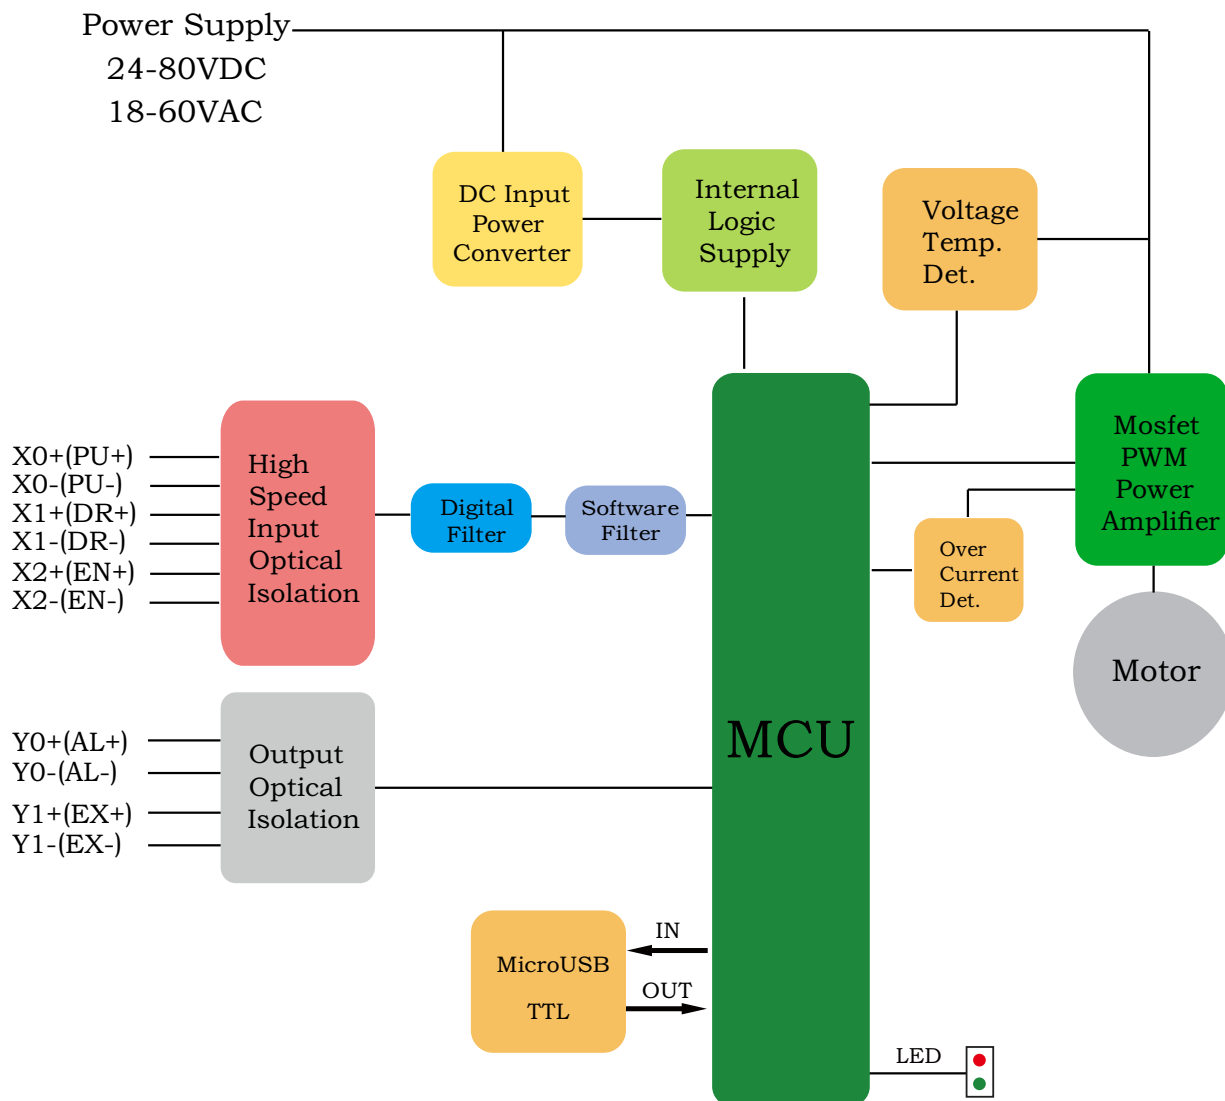 Power Supply
24-80VDC
18-60VAC
DC Input
Power
Converter
Internal
Logic
Supply
Voltage
Temp.
Det.
X0+(PU+)
X0-(PU-)
X1+(DR+)
X1-(DR-)
X2+(EN+)
X2-(EN-)
High
Speed
Input
Optical
Isolation
Digital
Filter
Software
Filter
Mosfet
PWM
Power
Amplifier
Over
Current
Det.
Motor
MCU
Y0+(AL+)
Y0-(AL-)
Y1+(EX+)
Y1-(EX-)
Output
Optical
Isolation
MicroUSB
TTL
IN
OUT
LED